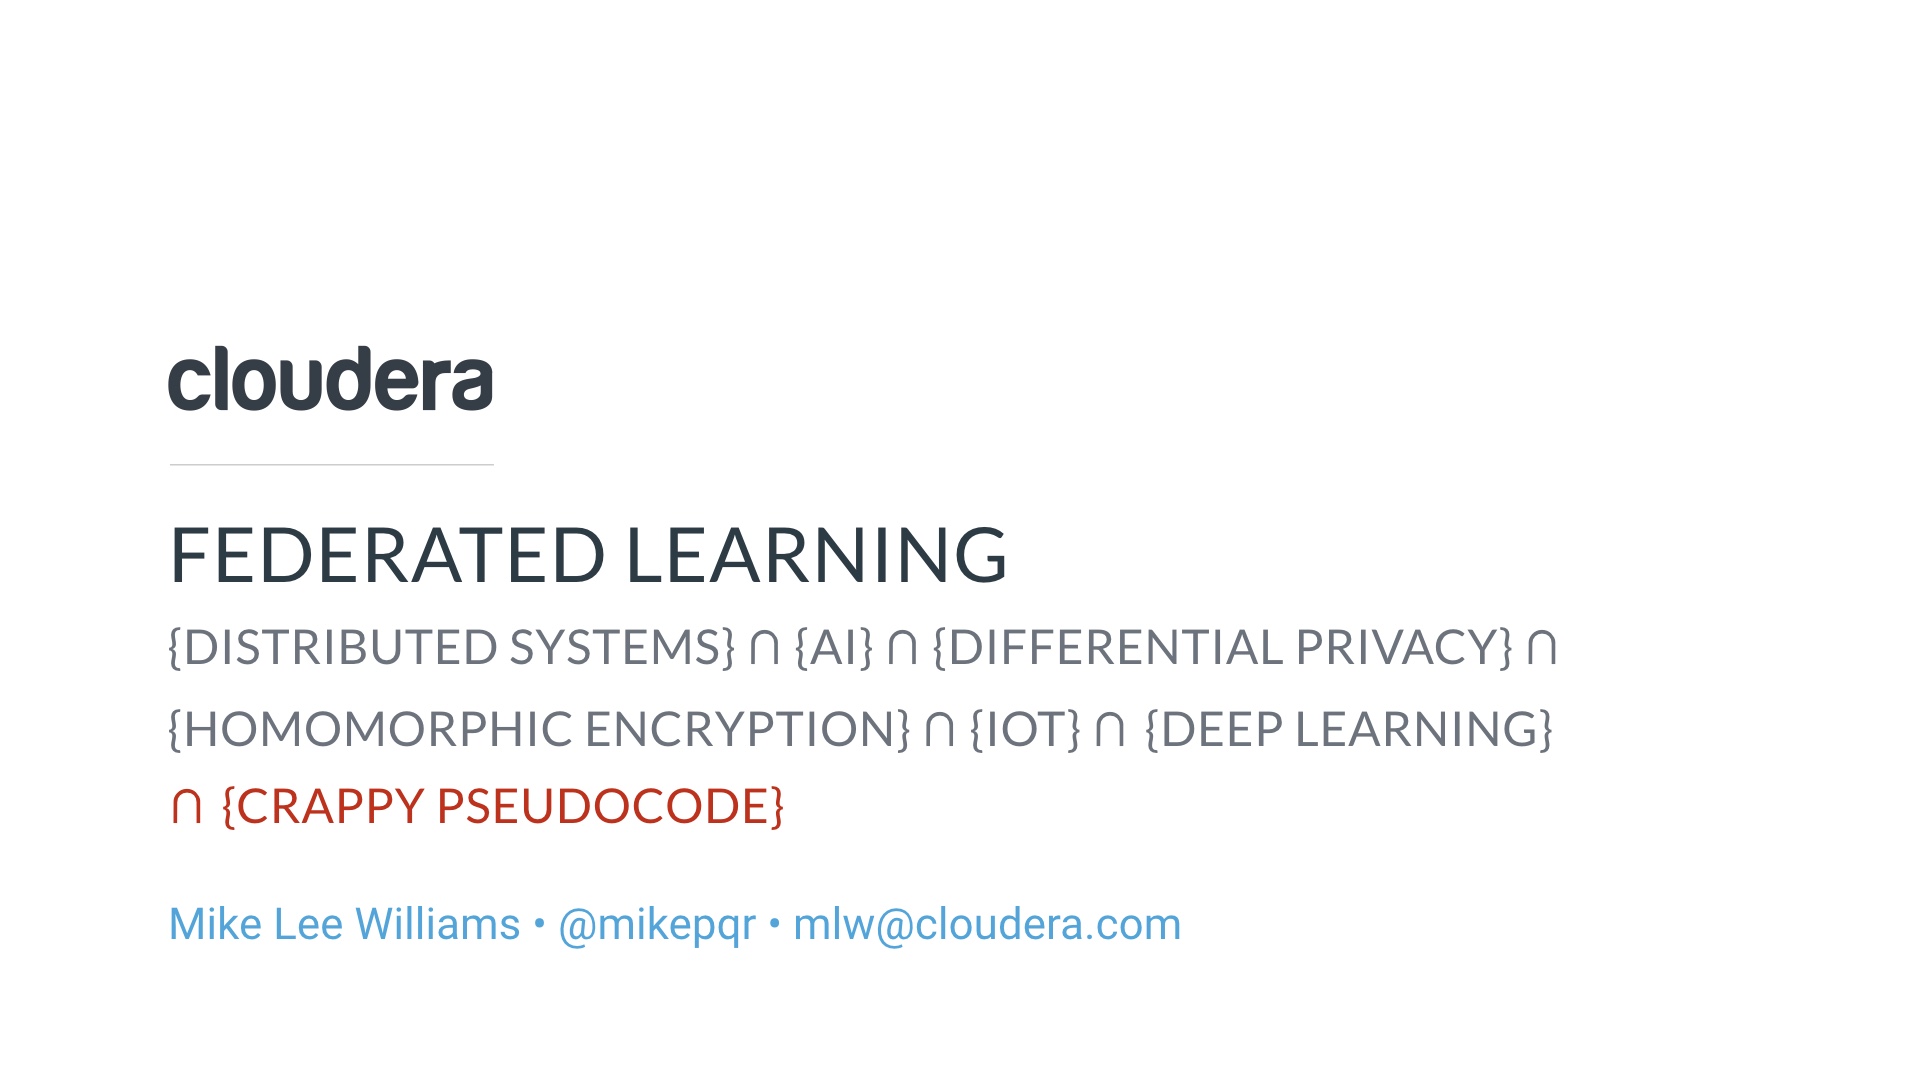 cloudera
FEDERATED LEARNING
{DISTRIBUTED SYSTEMS} ∩ {AI} ∩ {DIFFERENTIAL PRIVACY} ∩
{HOMOMORPHIC ENCRYPTION} ∩ {IOT} ∩ {DEEP LEARNING}
∩ {CRAPPY PSEUDOCODE}
Mike Lee Williams • @mikepqr • mlw@cloudera.com